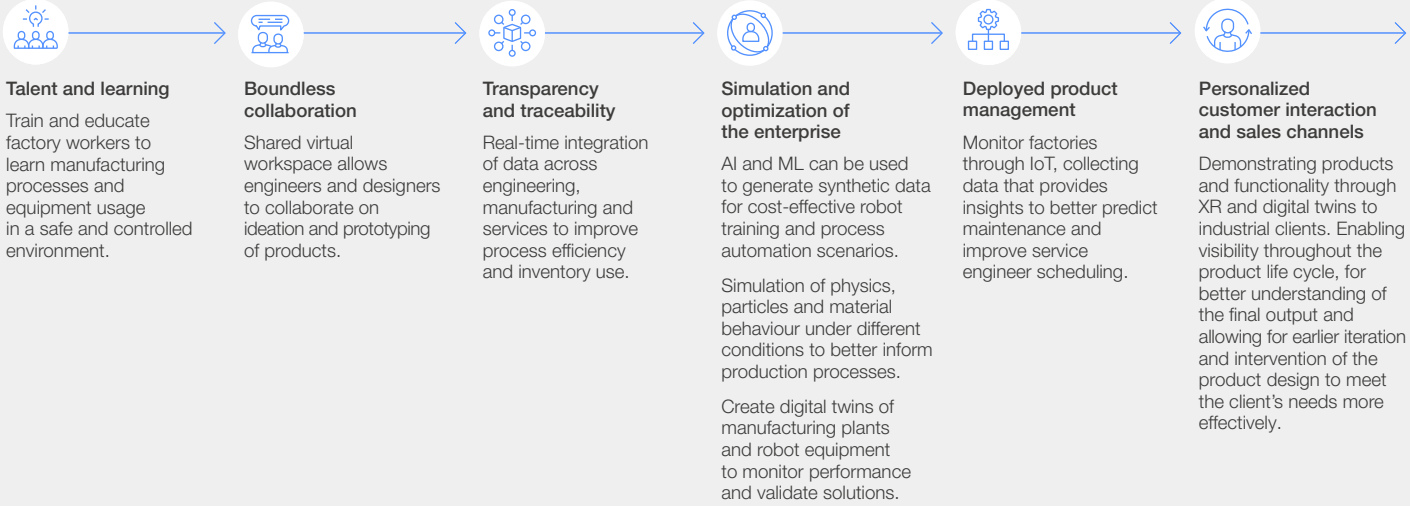 Talent and learning
Train and educate
factory workers to
learn manufacturing
processes and
equipment usage
in a safe and controlled
environment.
Boundless
collaboration
Shared virtual
workspace allows
engineers and designers
to collaborate on
ideation and prototyping
of products.
Transparency
and traceability
Real-time integration
of data across
engineering,
manufacturing and
services to improve
process efficiency
and inventory use.
Simulation and
optimization of
the enterprise
AI and ML can be used
to generate synthetic data
for cost-effective robot
training and process
automation scenarios.
Simulation of physics,
particles and material
behaviour under different
conditions to better inform
production processes.
Create digital twins of
manufacturing plants
and robot equipment
to monitor performance
and validate solutions.
Deployed product
management
Monitor factories
through IoT, collecting
data that provides
insights to better predict
maintenance and
improve service
engineer scheduling.
Personalized
customer interaction
and sales channels
Demonstrating products
and functionality through
XR and digital twins to
industrial clients. Enabling
visibility throughout the
product life cycle, for
better understanding of
the final output and
allowing for earlier iteration
and intervention of the
product design to meet
the client's needs more
effectively.